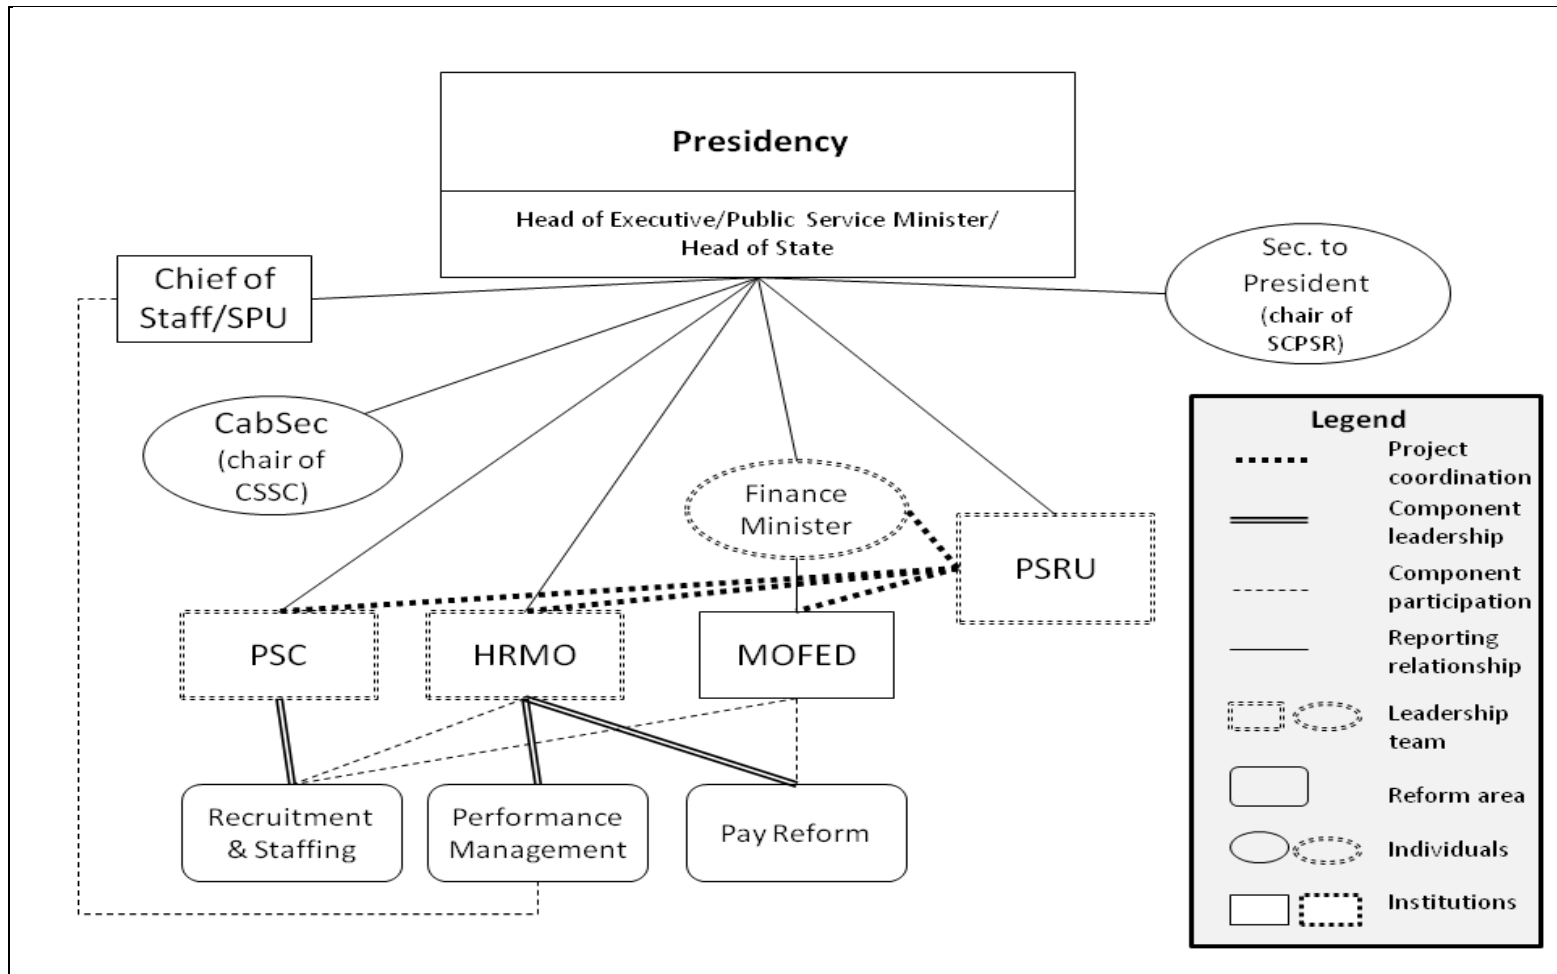 Presidency
Head of Executive/Public Service Minister/
Head of State
Chief of
Staff/SPU
Sec. to
President
(chair of
SCPSR)
CabSec
(chair of
CSSC)
Finance
Minister
PSRU
PSC
HRMO
MOFED
Recruitment
& Staffing
Performance
Management
Pay Reform
Legend
Project
coordination
Component
leadership
Component
participation
Reporting
relationship
Leadership
team
Reform area
Individuals
Institutions